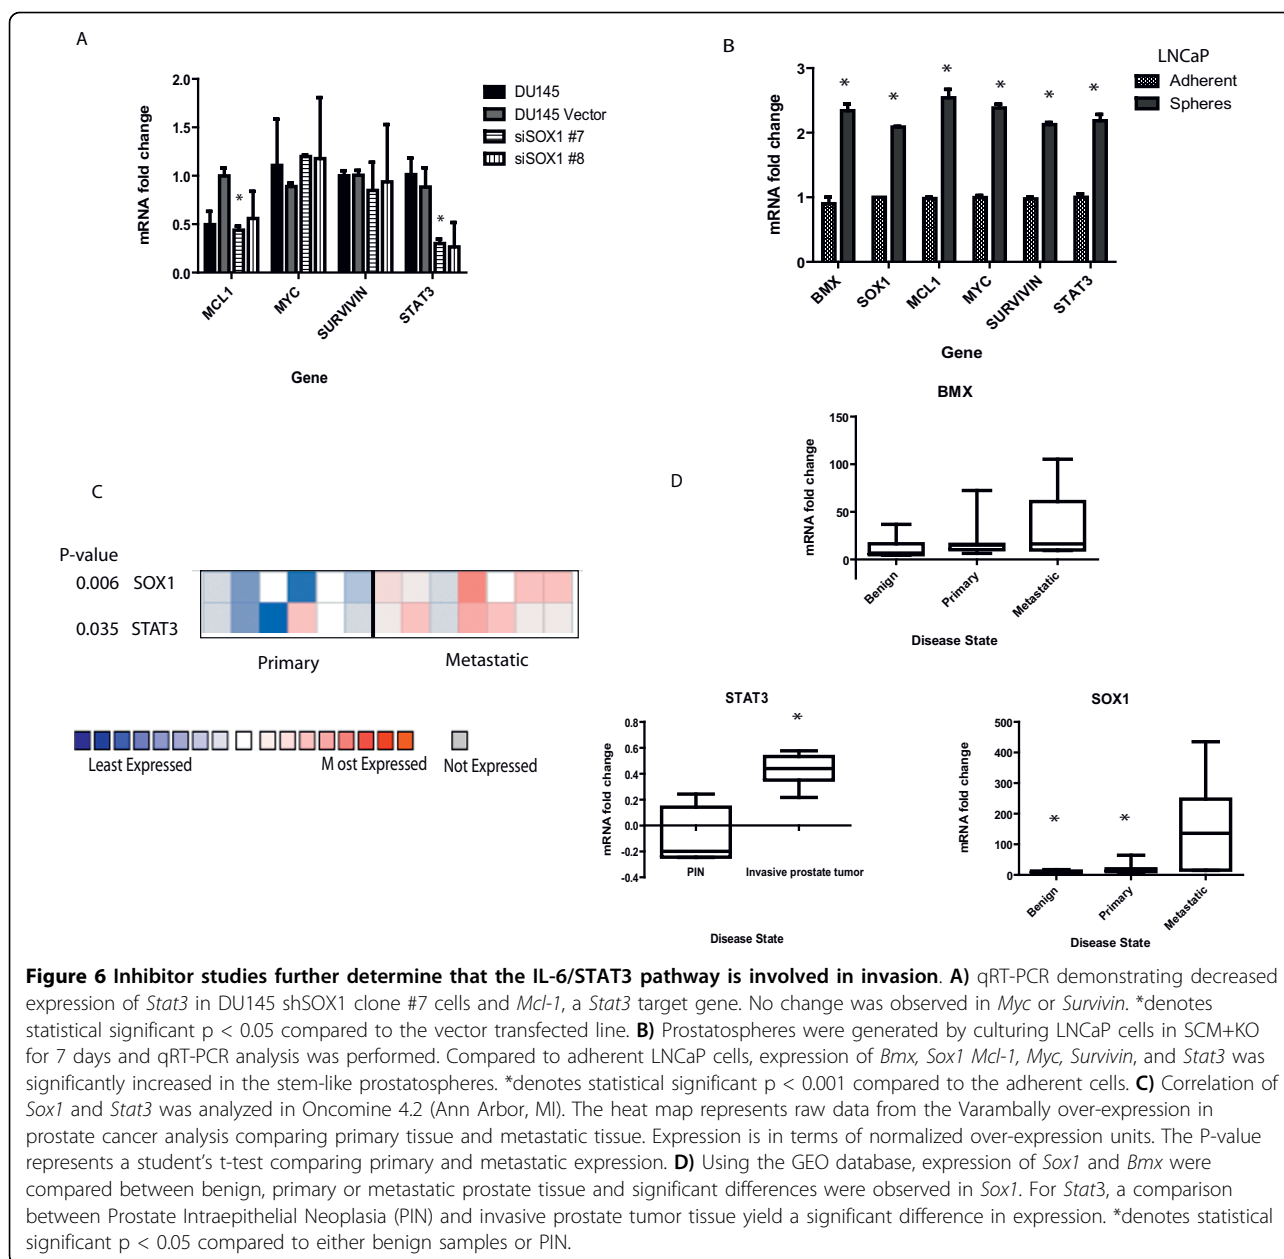 A
2.0
1.5
1.0
0.5
0.0
mRNA fold change
*
*
MCL1
MYC
SURVIVIN
STAT3
Gene
DU145
DU145 Vector
siSOX1 #7
siSOX1 #8
B
LNCaP
Adherent
Spheres
3
2
1
0
mRNA fold change
*
*
*
*
*
*
BMX
SOX1
MCL1
MYC
SURVIVIN
STAT3
Gene
C
P-value
0.006 SOX1
0.035 STAT3
Primary
Metastatic
Least Expressed
M ost Expressed
Not Expressed
D
BMX
150
100
50
0
mRNA fold change
Benign
Primary
Metastatic
Disease State
STAT3
0.8
0.6
0.4
0.2
0.0
-0.2
-0.4
mRNA fold change
*
PIN
Invasive prostate tumor
Disease State
SOX1
500
400
300
200
100
0
mRNA fold change
*
*
Benign
Primary
Metastatic
Disease State
Figure 6 Inhibitor studies further determine that the IL-6/STAT3 pathway is involved in invasion. A) qRT-PCR demonstrating decreased
expression of Stat3 in DU145 shSOX1 clone #7 cells and Mcl-1, a Stat3 target gene. No change was observed in Myc or Survivin. *denotes
statistical significant p < 0.05 compared to the vector transfected line. B) Prostatospheres were generated by culturing LNCaP cells in SCM+KO
for 7 days and qRT-PCR analysis was performed. Compared to adherent LNCaP cells, expression of Bmx, Sox1 Mcl-1, Myc, Survivin, and Stat3 was
significantly increased in the stem-like prostatospheres. *denotes statistical significant p < 0.001 compared to the adherent cells. C) Correlation of
Sox1 and Stat3 was analyzed in Oncomine 4.2 (Ann Arbor, MI). The heat map represents raw data from the Varambally over-expression in
prostate cancer analysis comparing primary tissue and metastatic tissue. Expression is in terms of normalized over-expression units. The P-value
represents a student's t-test comparing primary and metastatic expression. D) Using the GEO database, expression of Sox1 and Bmx were
compared between benign, primary or metastatic prostate tissue and significant differences were observed in Sox1. For Stat3, a comparison
between Prostate Intraepithelial Neoplasia (PIN) and invasive prostate tumor tissue yield a significant difference in expression. *denotes statistical
significant p < 0.05 compared to either benign samples or PIN.